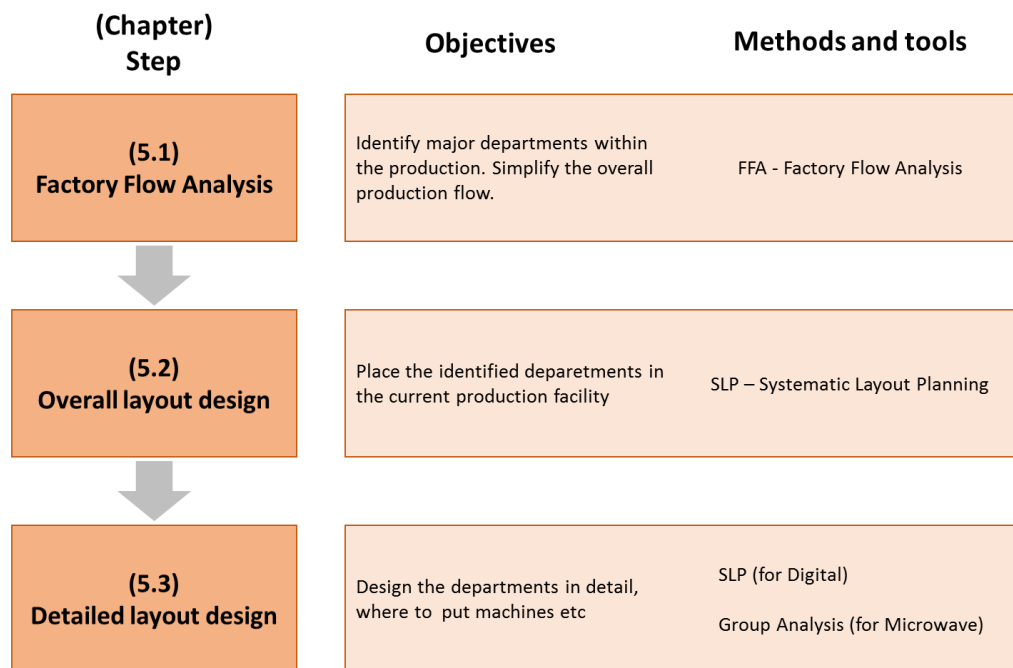 (Chapter)
Step
Objectives
Methods and tools
(5.1)
Factory Flow Analysis
Identify major departments within
the production. Simplify the overall
production flow.
FFA - Factory Flow Analysis
(5.2)
Overall layout design
Place the identified deparetments in
the current production facility
SLP – Systematic Layout Planning
(5.3)
Detailed layout design
Design the departments in detail,
where to  put machines etc
SLP (for Digital)
Group Analysis (for Microwave)